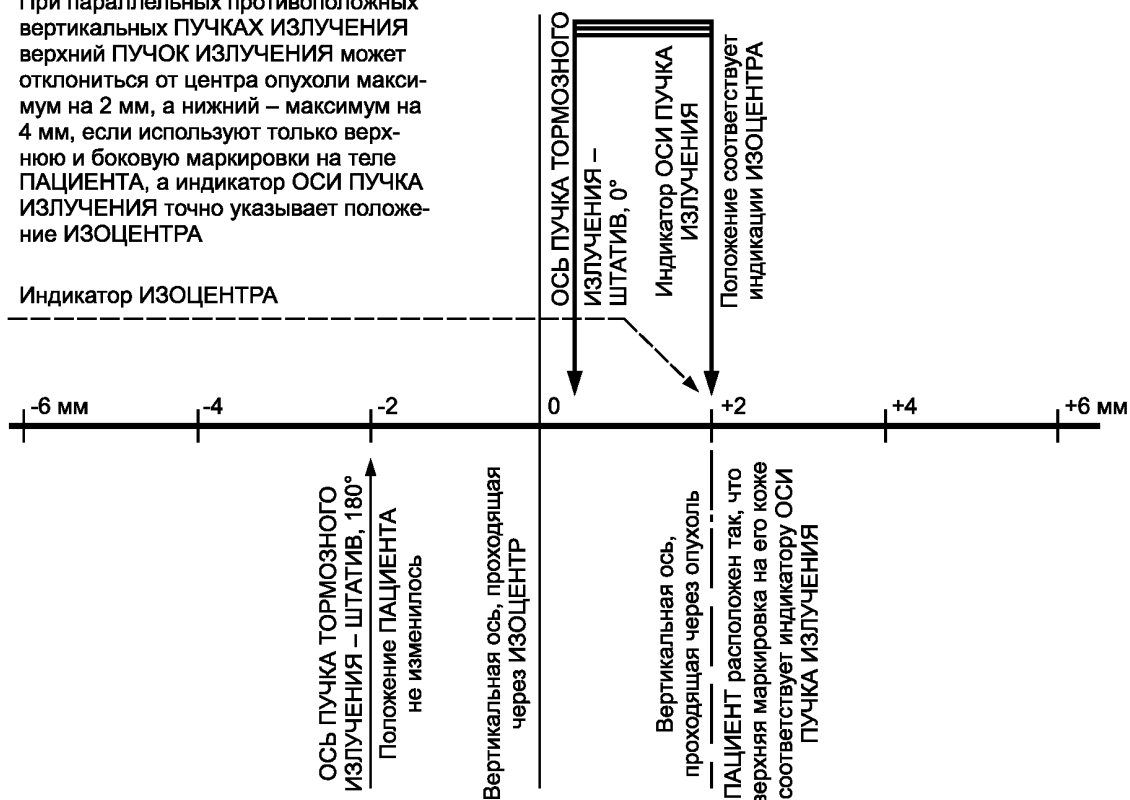 При параллельных противоположных
вертикальных ПУЧКАХ ИЗЛУЧЕНИЯ
верхний ПУЧОК ИЗЛУЧЕНИЯ может
отклониться от центра опухоли макси-
мум на 2 мм, а нижний – максимум на
4 мм, если используют только верх-
нюю и боковую маркировки на теле
ПАЦИЕНТА, а индикатор ОСИ ПУЧКА
ИЗЛУЧЕНИЯ точно указывает положе-
ние ИЗОЦЕНТРА
Индикатор ИЗОЦЕНТРА
ОСЬ ПУЧКА ТОРМОЗНОГО
ИЗЛУЧЕНИЯ –
ШТАТИВ, 0°
Индикатор ОСИ ПУЧКА
ИЗЛУЧЕНИЯ
Положение соответствует
индикации ИЗОЦЕНТРА
-6 мм
-4
-2
0
+2
+4
+6 мм
ОСЬ ПУЧКА ТОРМОЗНОГО
ИЗЛУЧЕНИЯ – ШТАТИВ, 180°
Положение ПАЦИЕНТА
не изменилось
Вертикальная ось, проходящая
через ИЗОЦЕНТР
Вертикальная ось,
проходящая через опухоль
ПАЦИЕНТ расположен так, что
верхняя маркировка на его коже
соответствует индикатору ОСИ
ПУЧКА ИЗЛУЧЕНИЯ